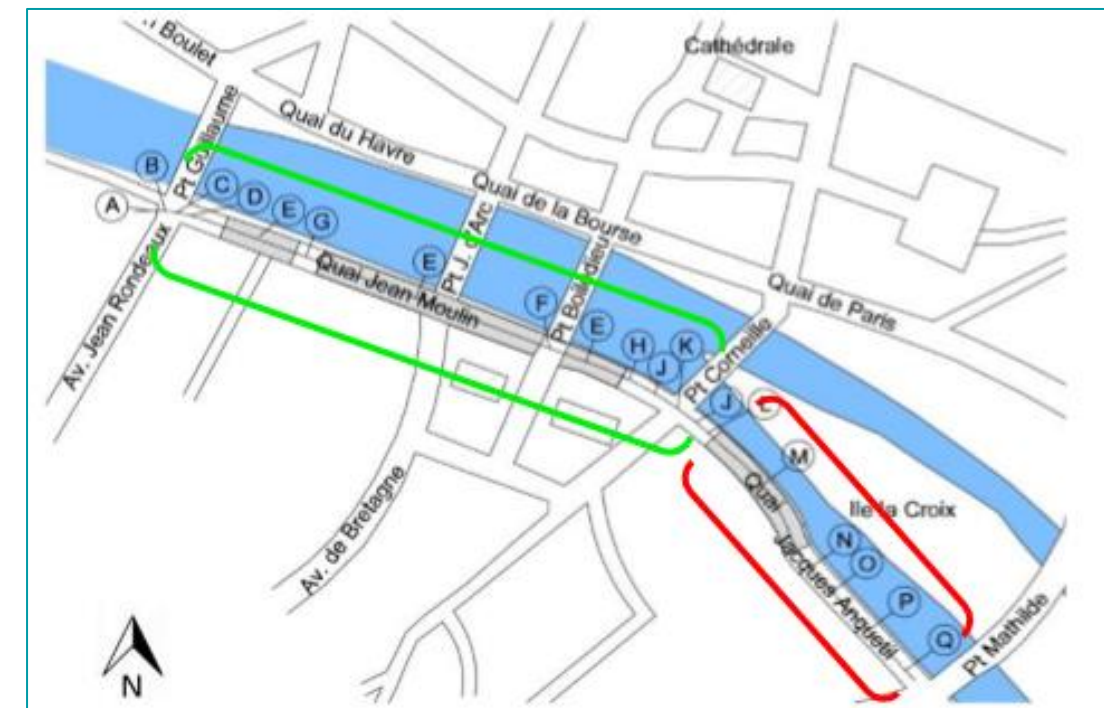 Boulet
Cathédrale
Pt Guillaume
Quai du Havre
Quai de la Bourse
B
C
D
E
G
A
Pt J. d'Arc
Pt Boieldieu
E
Quai Jean Moulin
Quai de Paris
F
E
H
J
K
Pt Corneille
Av. Jean Rondeaux
J
L
M
Quai
Jacques Anquetil
Ile la Croix
Av. de Bretagne
N
O
P
Q
Pt Mathilde
N